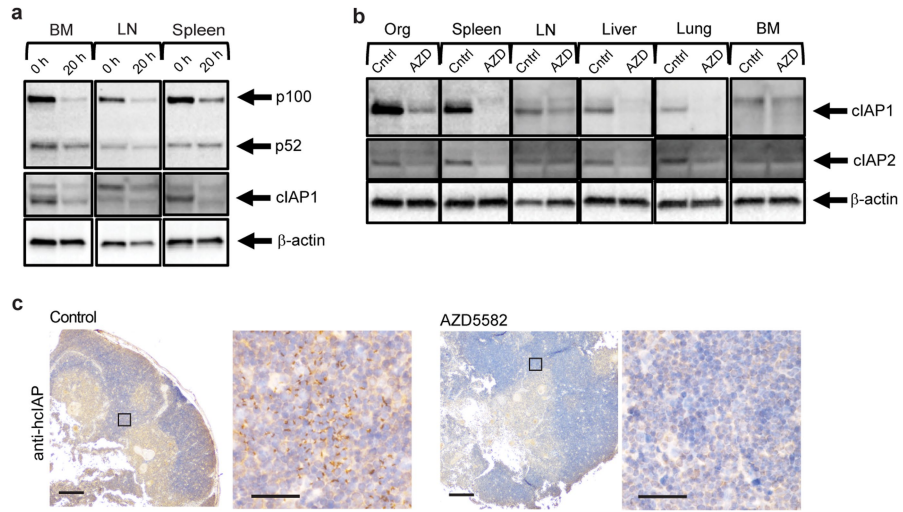 a
BM LN Spleen
0 h 20 h 0 h 20 h 0 h 20 h
p100
p52
cIAP1
β-actin
b
Org Spleen LN Liver Lung BM
Cntrl AZD Cntrl AZD Cntrl AZD Cntrl AZD Cntrl AZD Cntrl AZD
cIAP1
cIAP2
β-actin
c
Control
AZD5582
anti-hcIAP